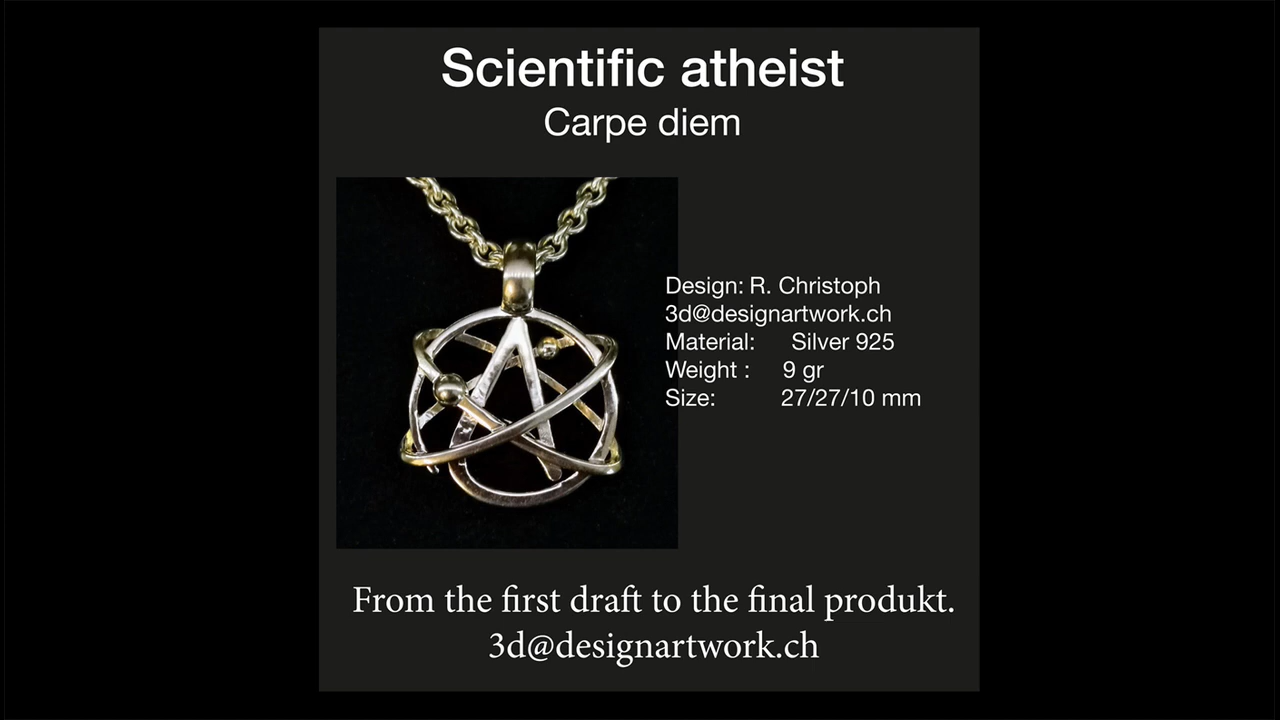 Scientific atheist
Carpe diem
Design: R. Christoph
3d@designartwork.ch
Material: Silver 925
Weight : 9 gr
Size: 27/27/10 mm
From the first draft to the final produkt.
3d@designartwork.ch